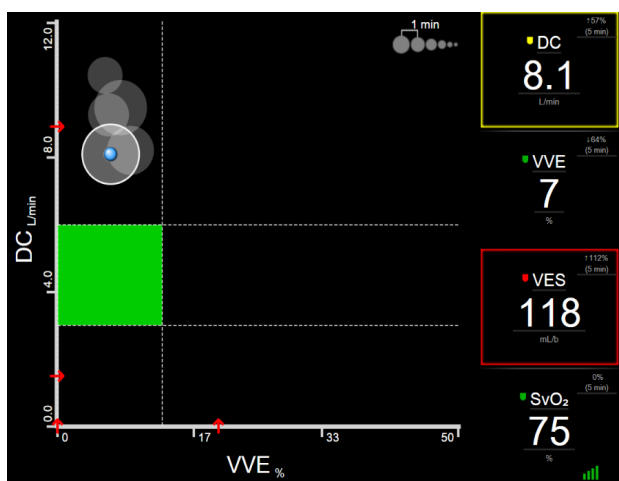 12.0
8.0
4.0
0.0
DC L/min
0
17
33
50
VVE %
1 min
↑57%
(5 min)
DC
8.1
L/min
↓64%
(5 min)
VVE
7
%
↑112%
(5 min)
VES
118
mL/b
0%
(5 min)
SvO₂
75
%